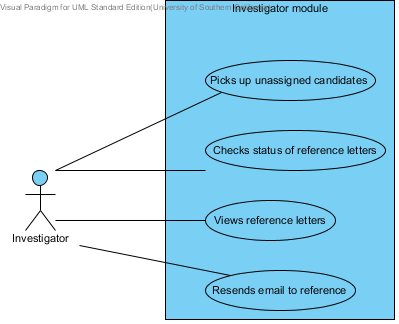 Visual Paradigm for UML Standard Edition(University of Southern
Investigator module
Picks up unassigned candidates
Checks status of reference letters
Views reference letters
Investigator
Resends email to reference